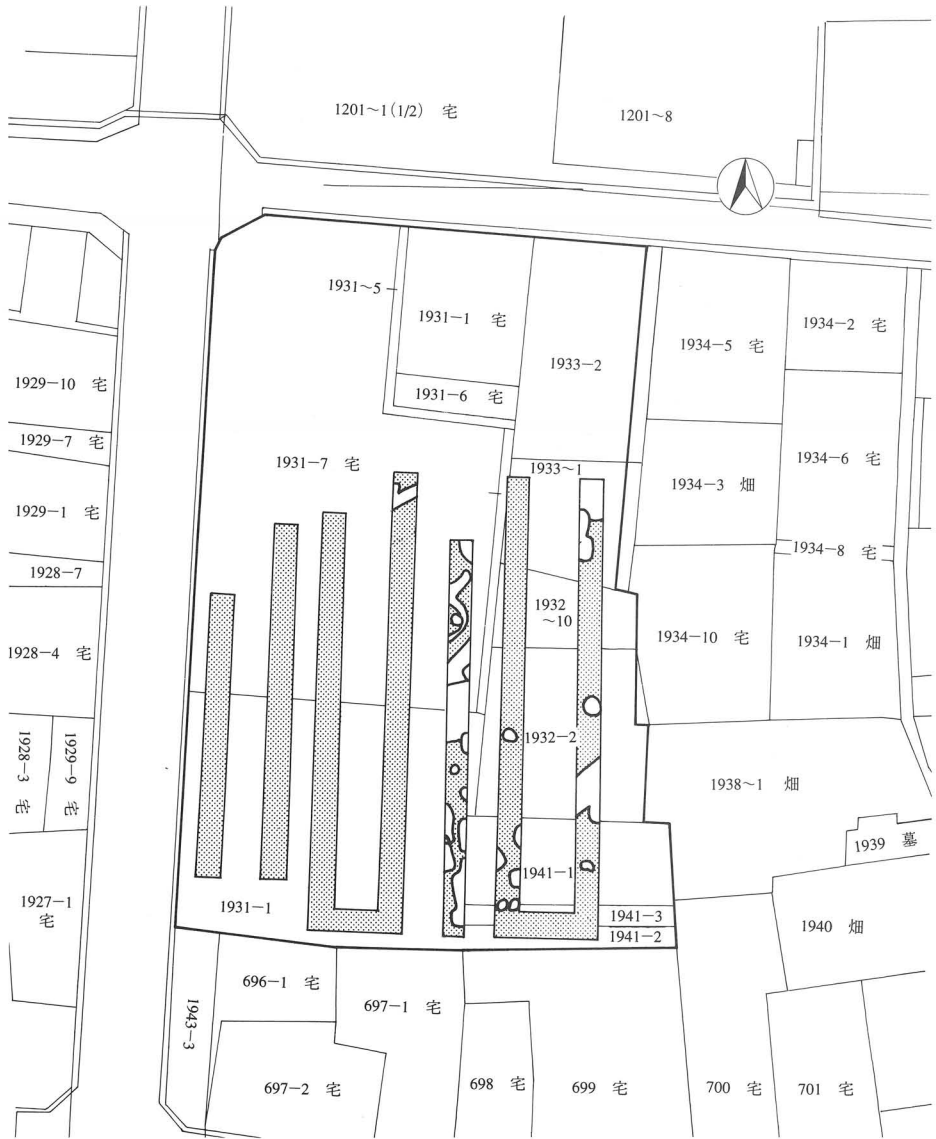 1201~1(1/2) 宅
1201~8
1931~5
1931-1 宅
1933-2
1934-5 宅
1934-2 宅
1929-10 宅
1931-6 宅
1929-7 宅
1931-7 宅
1933~1
1934-3 畑
1934-6 宅
1929-1 宅
1928-7
1934-8 宅
1928-4 宅
1932
~10
1934-10 宅
1934-1 畑
1928-3 宅
1929-9 宅
1932-2
1938~1 畑
1939 墓
1927-1
宅
1931-1
1941-1
1941-3
1941-2
1940 畑
1943-3
696-1 宅
697-1 宅
697-2 宅
698 宅
699 宅
700 宅
701 宅